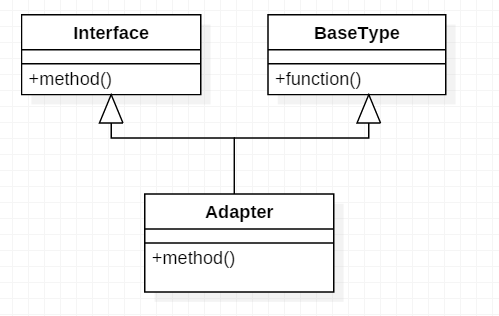 Interface
+method()
BaseType
+function()
Adapter
+method()